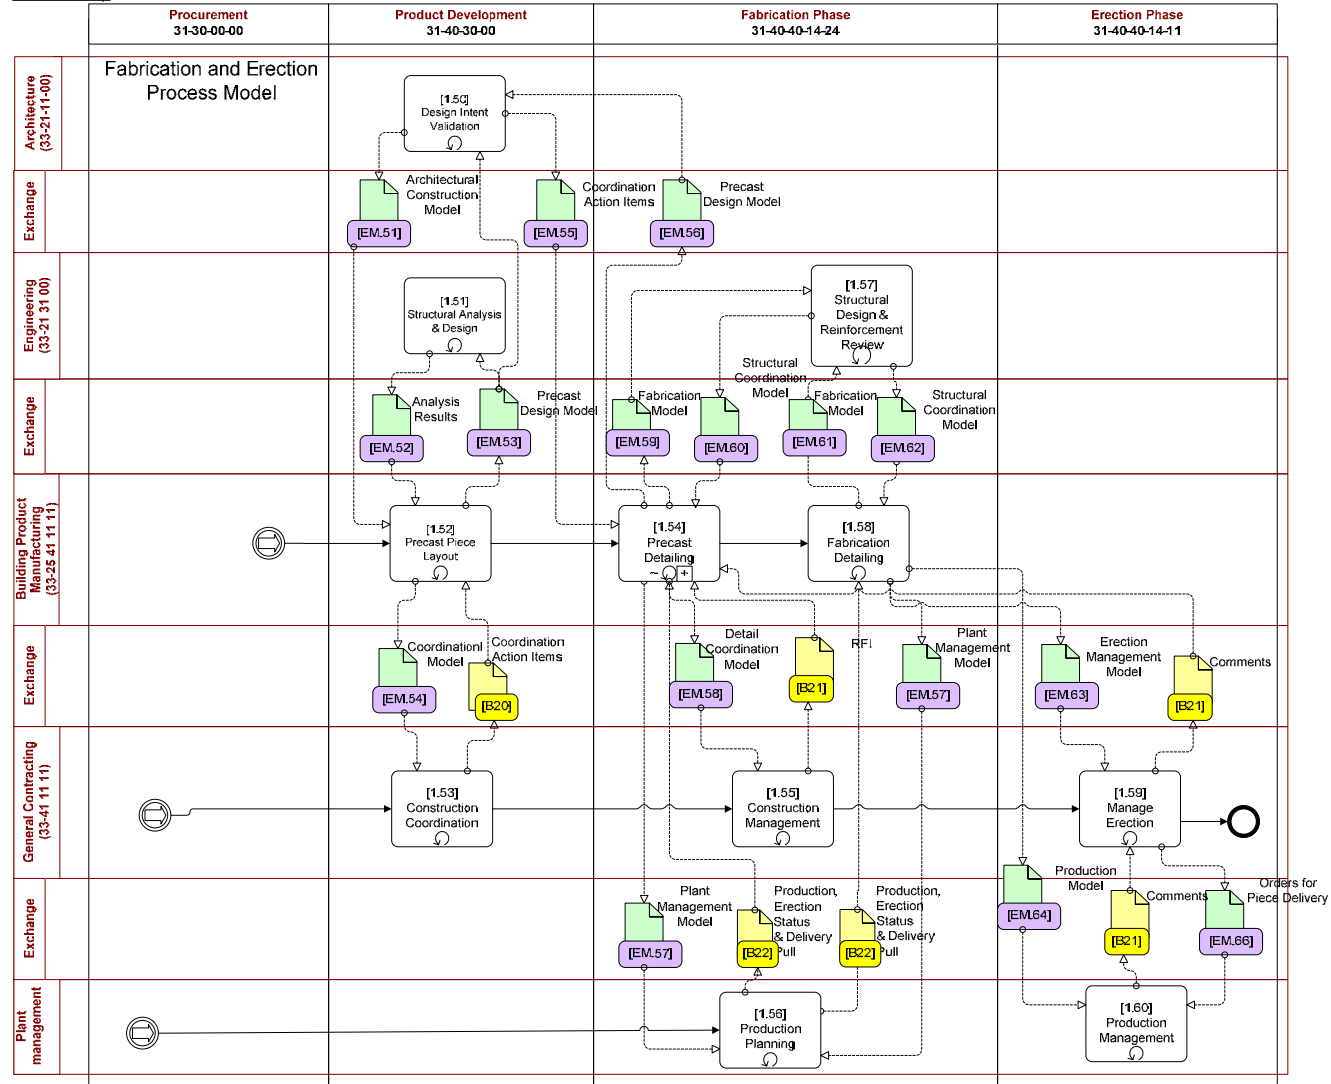 Procurement
31-30-00-00
Product Development
31-40-30-00
Fabrication Phase
31-40-40-14-24
Erection Phase
31-40-40-14-11
Fabrication and Erection
Process Model
Architecture
(33-21-11-00)
[1.50]
Design Intent
Validation
Exchange
Architectural
Construction
Model
[EM.51]
Coordination
Action Items
[EM.55]
Precast
Design Model
[EM.56]
Engineering
(33-21 31 00)
[1.51]
Structural Analysis
& Design
[1.57]
Structural
Design &
Reinforcement
Review
Exchange
Analysis
Results
[EM.52]
Precast
Design Model
[EM.53]
Fabrication
Model
[EM.59]
Structural
Coordination
Model
[EM.60]
Fabrication
Model
[EM.61]
Structural
Coordination
Model
[EM.62]
Building Product
Manufacturing
(33-25 41 11 11)
[1.52]
Precast Piece
Layout
[1.54]
Precast
Detailing
~
+
[1.58]
Fabrication
Detailing
Exchange
Coordination
Model
[EM.54]
Coordination
Action Items
[B20]
Detail
Coordination
Model
[EM.58]
RFI
[B21]
Plant
Management
Model
[EM.57]
Erection
Management
Model
[EM.63]
Comments
[B21]
General Contracting
(33-41 11 11)
[1.53]
Construction
Coordination
[1.55]
Construction
Management
[1.59]
Manage
Erection
Exchange
Plant
Management
Model
[EM.57]
Production,
Erection
Status
& Delivery
Pull
[B22]
Production,
Erection
Status
& Delivery
Pull
[B22]
Production
Model
[EM.64]
Comments
[B21]
Orders for
Piece Delivery
[EM.66]
Plant
management
[1.56]
Production
Planning
[1.60]
Production
Management